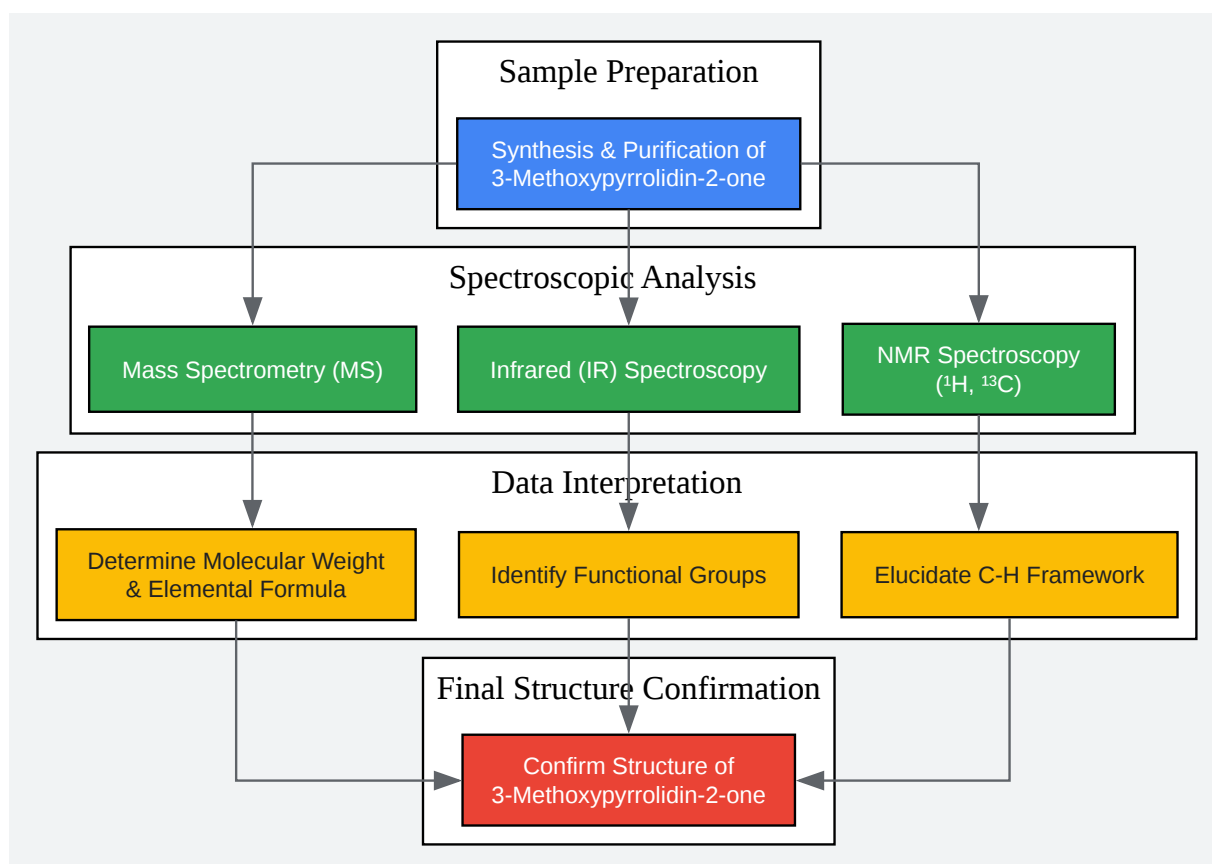 Sample Preparation
Synthesis & Purification of
3-Methoxypyrrolidin-2-one
Spectroscopic Analysis
Mass Spectrometry (MS)
Infrared (IR) Spectroscopy
NMR Spectroscopy
(¹H, ¹³C)
Data Interpretation
Determine Molecular Weight
& Elemental Formula
Identify Functional Groups
Elucidate C-H Framework
Final Structure Confirmation
Confirm Structure of
3-Methoxypyrrolidin-2-one